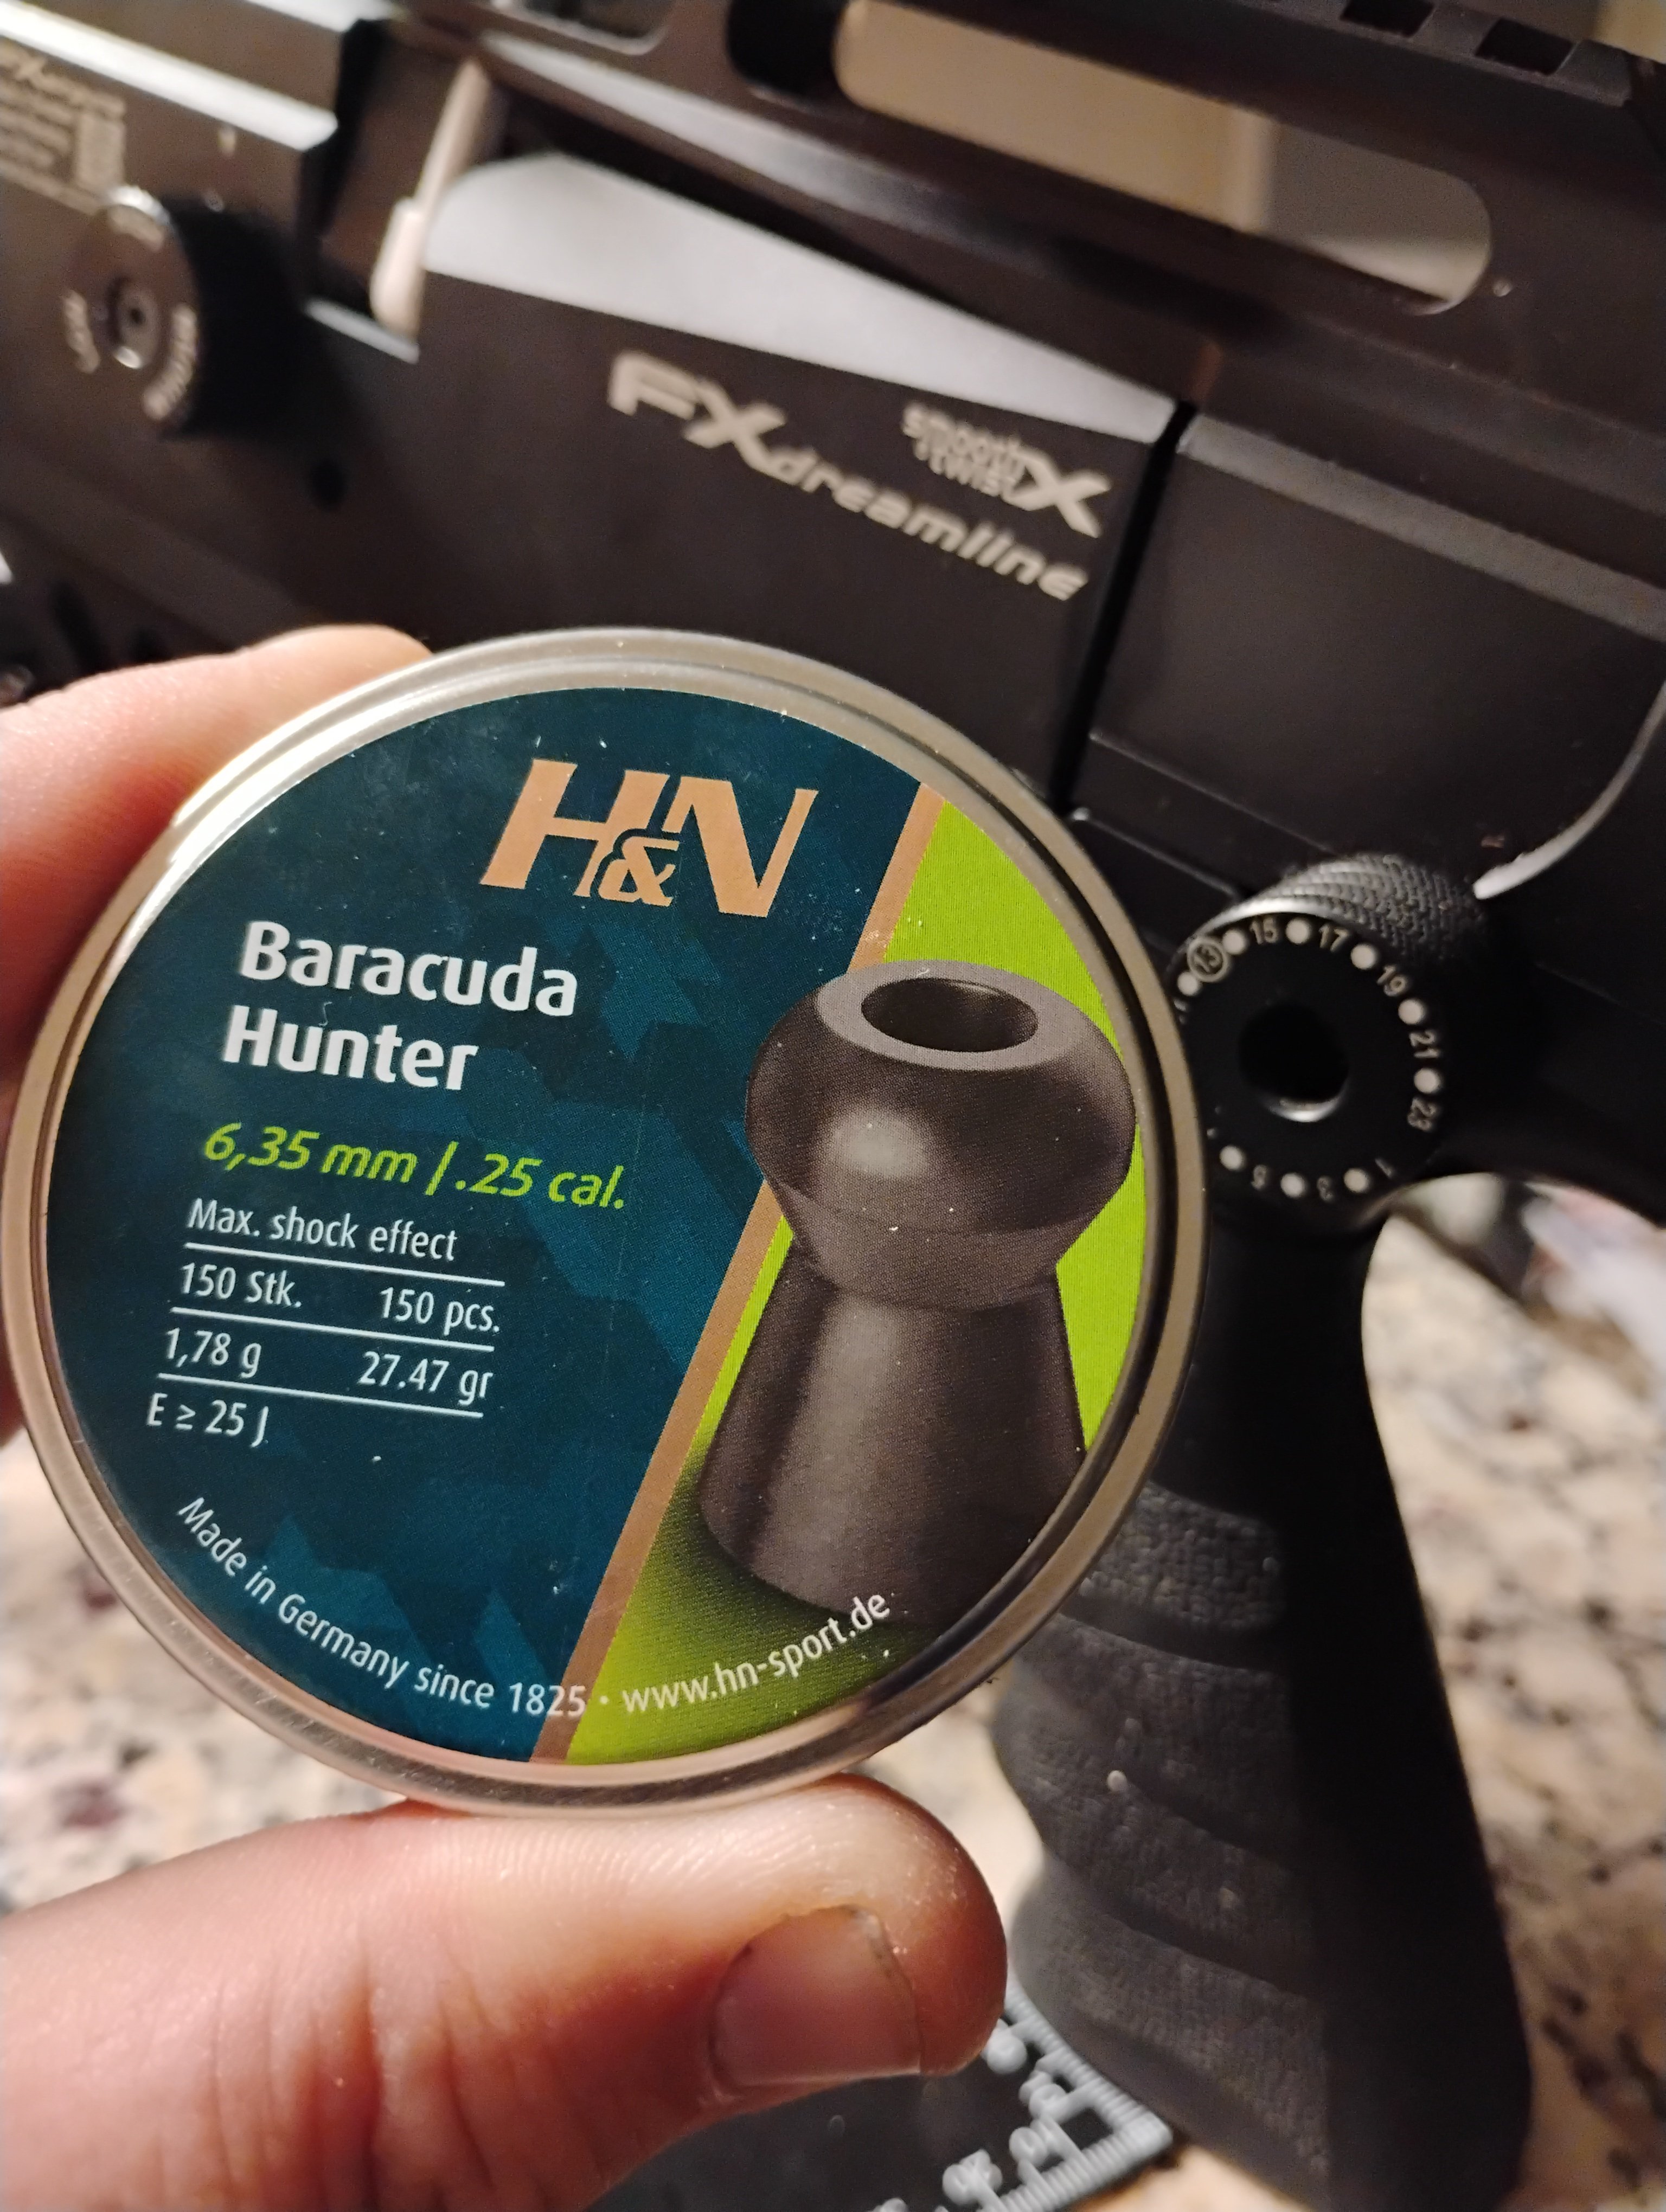 FX dreamline
smooth
twist X
H&N
Baracuda
Hunter
6,35 mm / .25 cal.
Max. shock effect
150 Stk. 150 pcs.
1,78 g 27.47 gr
E ≥ 25 J
Made in Germany since 1825 · www.hn-sport.de
13 15 17 19 21 23 1 3 5